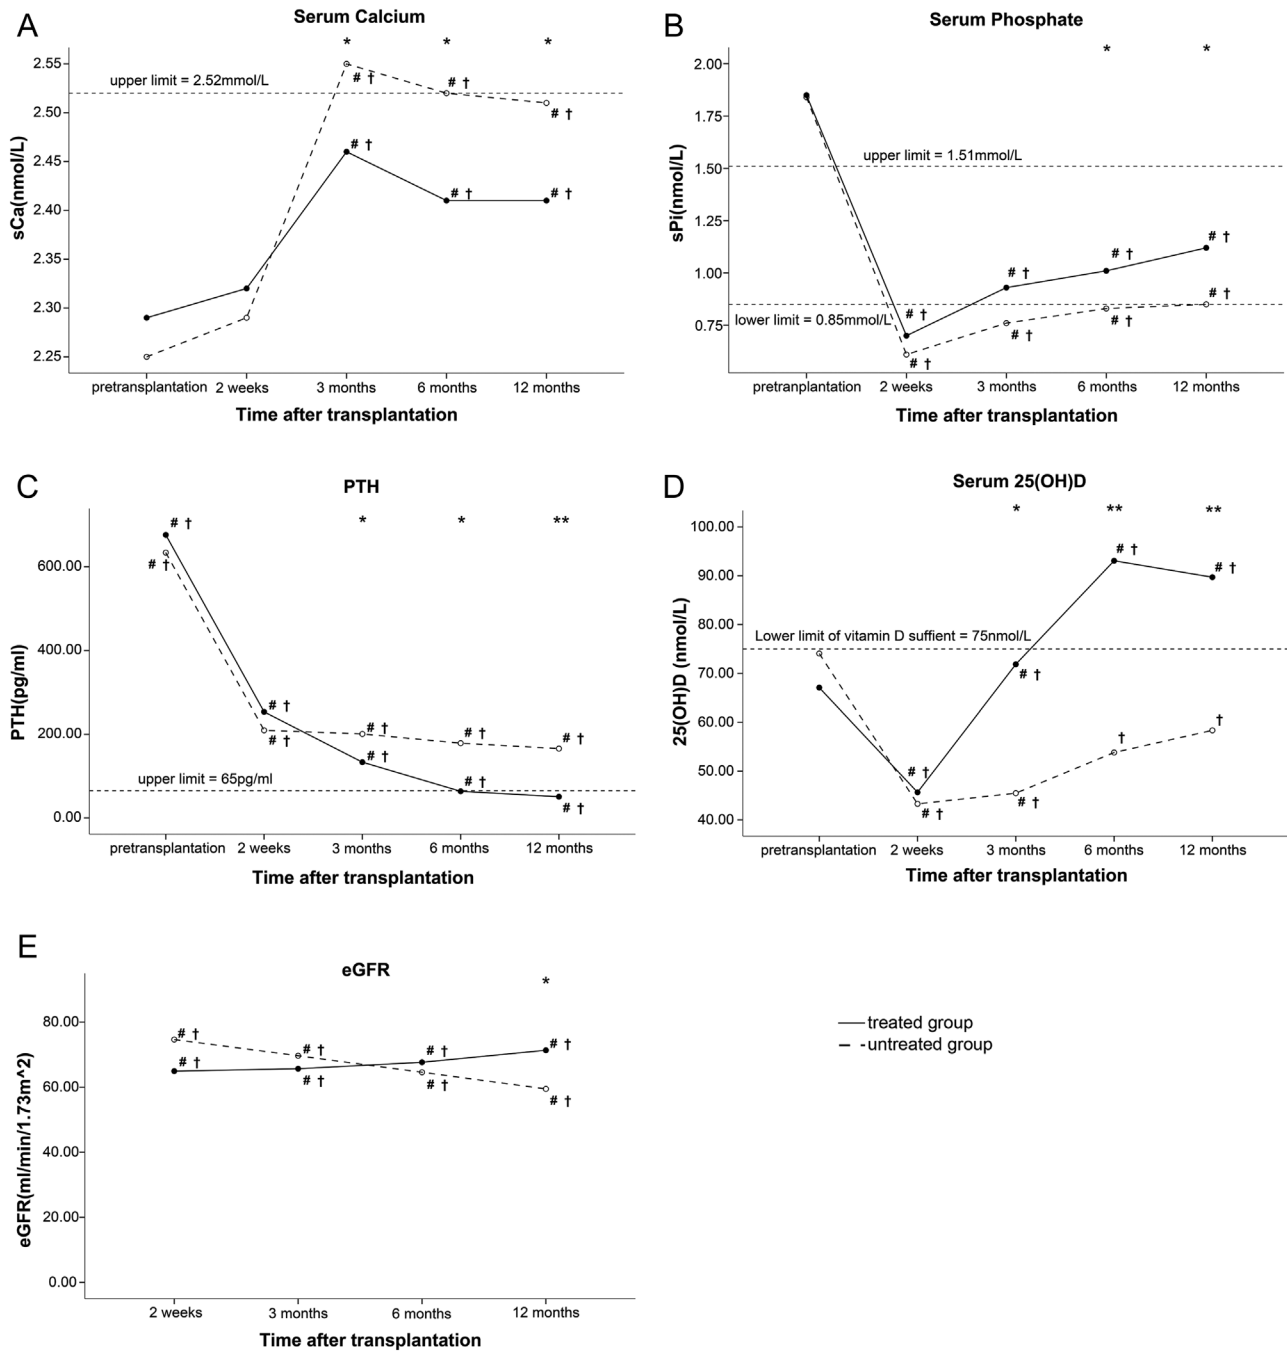 A
Serum Calcium
* * *
2.55
upper limit = 2.52mmol/L
# † # †
2.50
# †
2.45
# †
sCa(nmol/L)
2.40
# † # †
2.35
2.30
2.25
pretransplantation 2 weeks 3 months 6 months 12 months
Time after transplantation
B
Serum Phosphate
* *
2.00
1.75
upper limit = 1.51mmol/L
1.50
sPi(nmol/L)
1.25
# † # † # †
1.00
# † # †
lower limit = 0.85mmol/L
0.75
# † # †
# †
pretranplantation 2 weeks 3 months 6 months 12 months
Time after transplantation
C
PTH
* * **
# †
600.00
# †
400.00
PTH(pg/ml)
# †
200.00
# † # † # † # †
# † # †
upper limit = 65pg/ml
# †
0.00
pretransplantation 2 weeks 3 months 6 months 12 months
Time after transplantation
D
Serum 25(OH)D
* ** **
100.00
# † # †
90.00
80.00
Lower limit of vitamin D suffient = 75nmol/L
70.00
# †
25(OH)D (nmol/L)
60.00
† †
50.00
# †
# † # †
40.00
pretransplantation 2 weeks 3 months 6 months 12 months
Time after transplantation
E
eGFR
*
80.00
# † # † # † # †
# † # † # † # †
60.00
eGFR(ml/min/1.73m^2)
40.00
20.00
0.00
2 weeks 3 months 6 months 12 months
Time after transplantation
treated group
untreated group